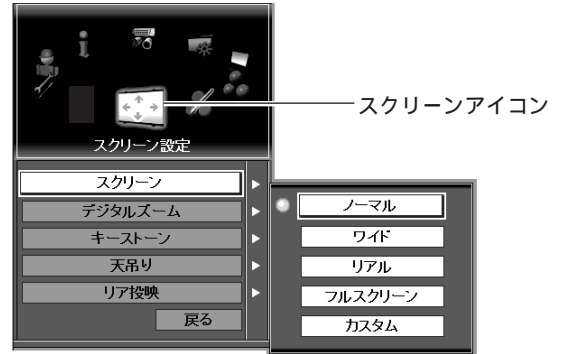 スクリーンアイコン
スクリーン設定
スクリーン
デジタルズーム
キーストーン
天吊り
リア投映
戻る
ノーマル
ワイド
リアル
フルスクリーン
カスタム